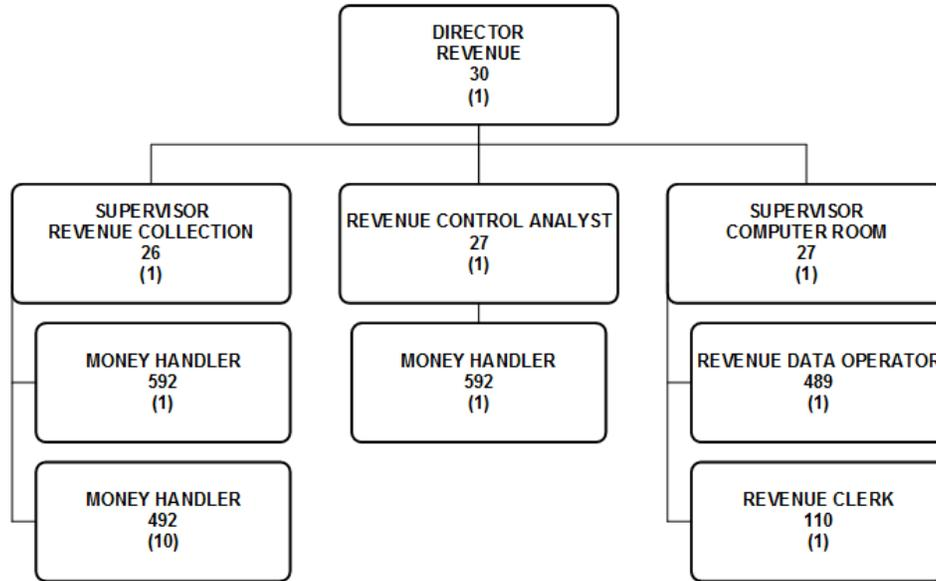 DIRECTOR
REVENUE
30
(1)
SUPERVISOR
REVENUE COLLECTION
26
(1)
REVENUE CONTROL ANALYST
27
(1)
SUPERVISOR
COMPUTER ROOM
27
(1)
MONEY HANDLER
592
(1)
MONEY HANDLER
592
(1)
REVENUE DATA OPERATOR
489
(1)
MONEY HANDLER
492
(10)
REVENUE CLERK
110
(1)